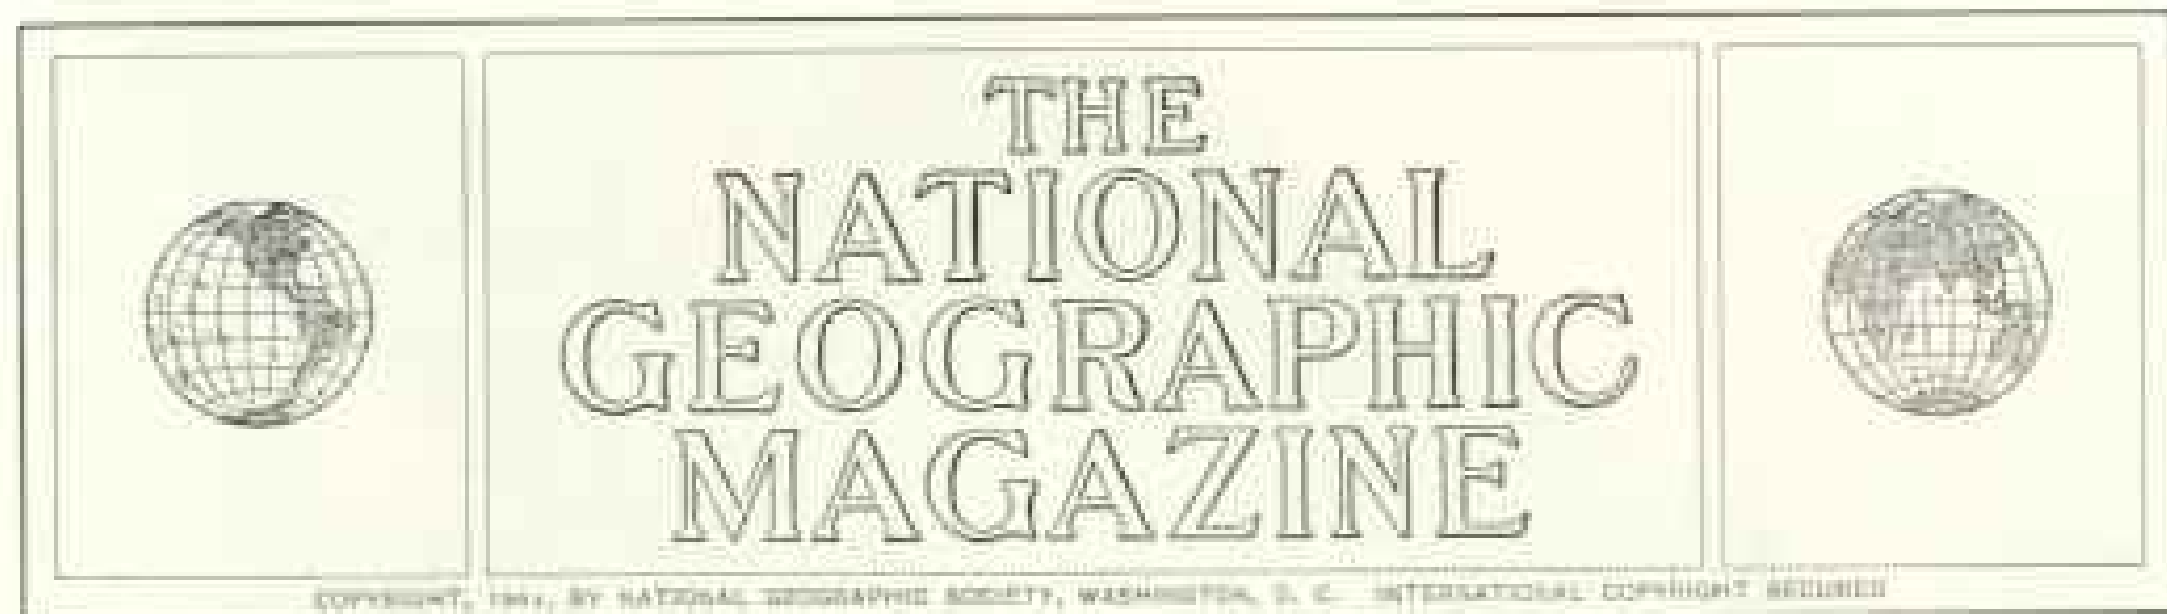 THE
NATIONAL
GEOGRAPHIC
MAGAZINE
COPYRIGHT, BY NATIONAL GEOGRAPHIC SOCIETY, WASHINGTON, D. C. INTERNATIONAL COPYRIGHT SECURED